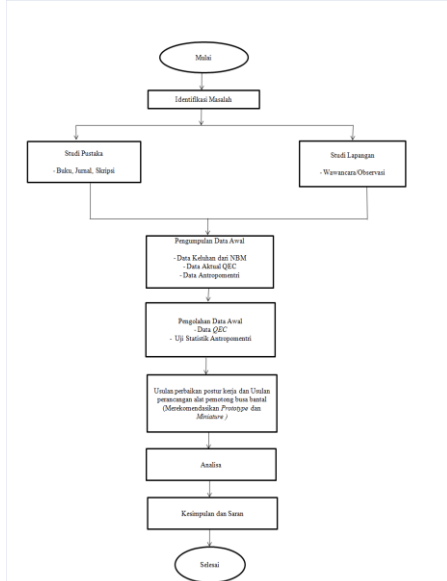 Mulai
Identifikasi Masalah
Studi Pustaka
- Buku, Jurnal, Skripsi
Studi Lapangan
- Wawancara/Observasi
Pengumpulan Data Awal
- Data Keluhan dari NBM
- Data Aktual QEC
- Data Antropomentri
Pengolahan Data Awal
- Data QEC
- Uji Statistik Antropomentri
Usulan perbaikan postur kerja dan Usulan
perancangan alat pemotong busa bantal
(Merekomendasikan Prototype dan
Miniature )
Analisa
Kesimpulan dan Saran
Selesai